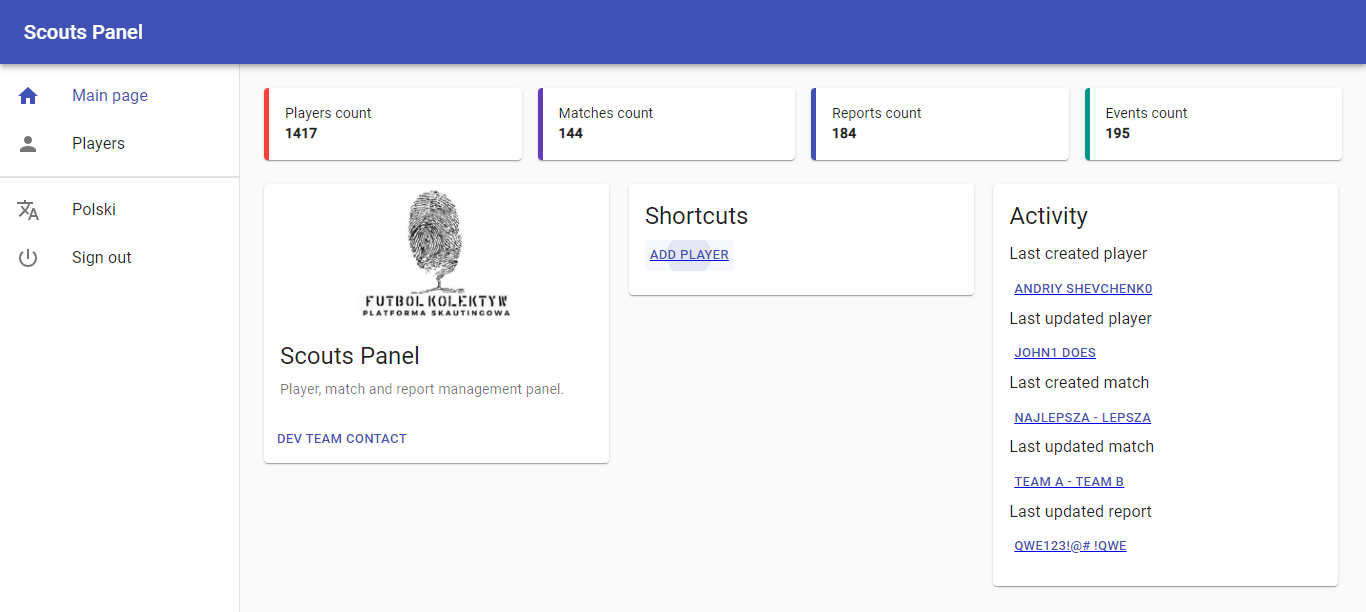 Scouts Panel
Main page
Players
Polski
Sign out
Players count
1417
Matches count
144
Reports count
184
Events count
195
FUTBOL KOLEKTYW
PLATFORMA SKAUTINGOWA
Scouts Panel
Player, match and report management panel.
DEV TEAM CONTACT
Shortcuts
ADD PLAYER
Activity
Last created player
ANDRIY SHEVCHENK0
Last updated player
JOHN1 DOES
Last created match
NAJLEPSZA - LEPSZA
Last updated match
TEAM A - TEAM B
Last updated report
QWE123!@# !QWE